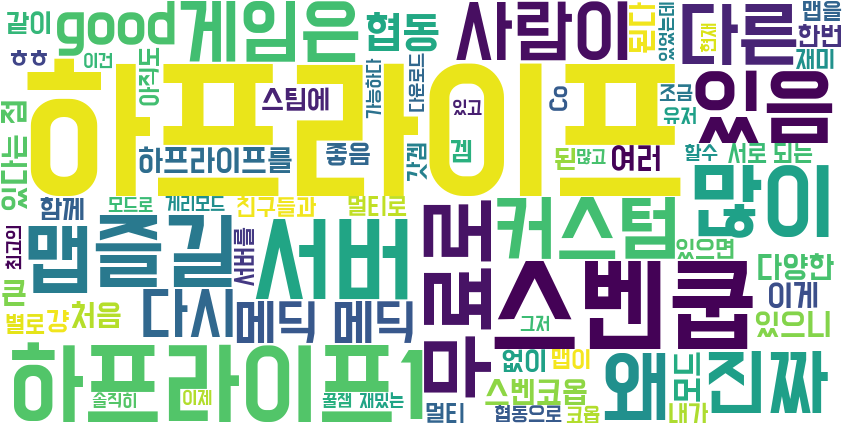 같이 good 게임은 협동 사람이 된다 있었는데 다른 현재 맵을 한번 재미
ㅎㅎ 이건 아직도 스팀에 가능하다 다운로드 있고 Co 조금 유저 있음
하프라이프
있다는 점 하프라이프를 좋음 갓겜 겜 된 많고 여러 할수 서로 되는
함께 모드로 게리모드 친구들과 멀티로 커스텀 많이
최고의 맵 즐길 서버를 서버 마르르 있으면 다양한
큰 스벤쿱 이게
별로 걍 처음 다시 메딕 메딕 그저 있으니
하프라이프1 없이 맵이 왜 머니 진짜
솔직히 이제 꿀잼 재밌는 스벤코옵
멀티 협동으로 코옵 내가